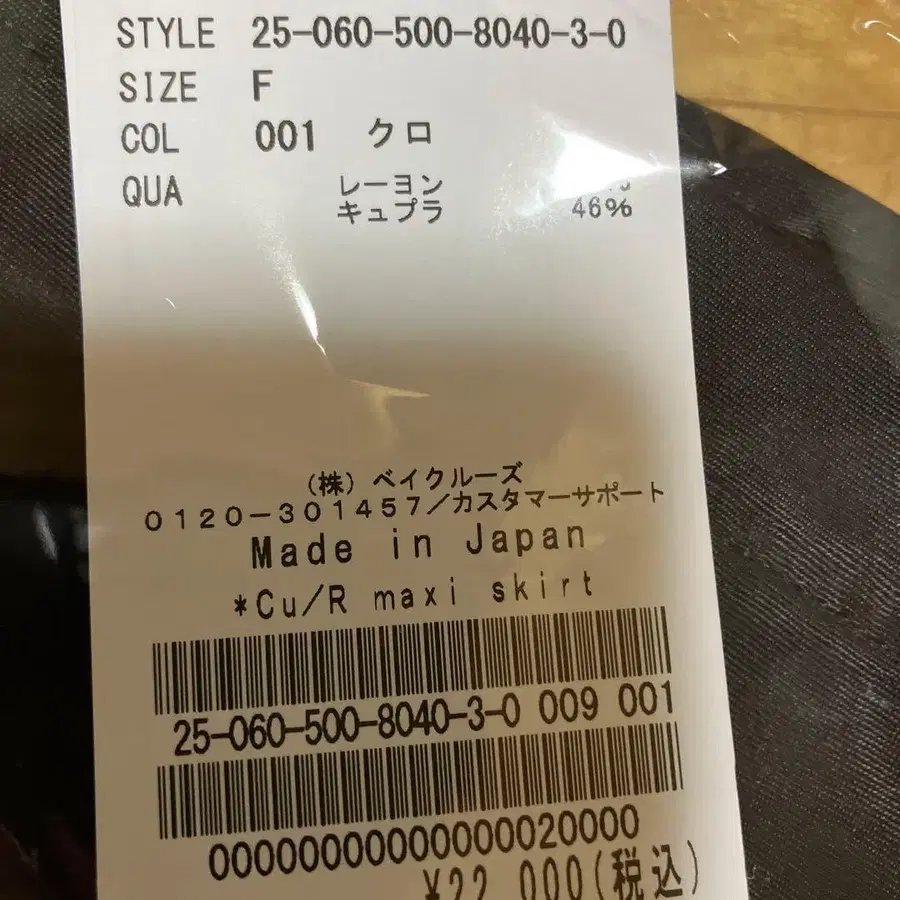 STYLE 25-060-500-8040-3-0
SIZE F
COL 001 クロ
QUA レーヨン
キュプラ 46%
(株)ベイクルーズ
0120-301457/カスタマーサポート
Made in Japan
*Cu/R maxi skirt
25-060-500-8040-3-0 009 001
00000000000000020000
¥22,000(税込)